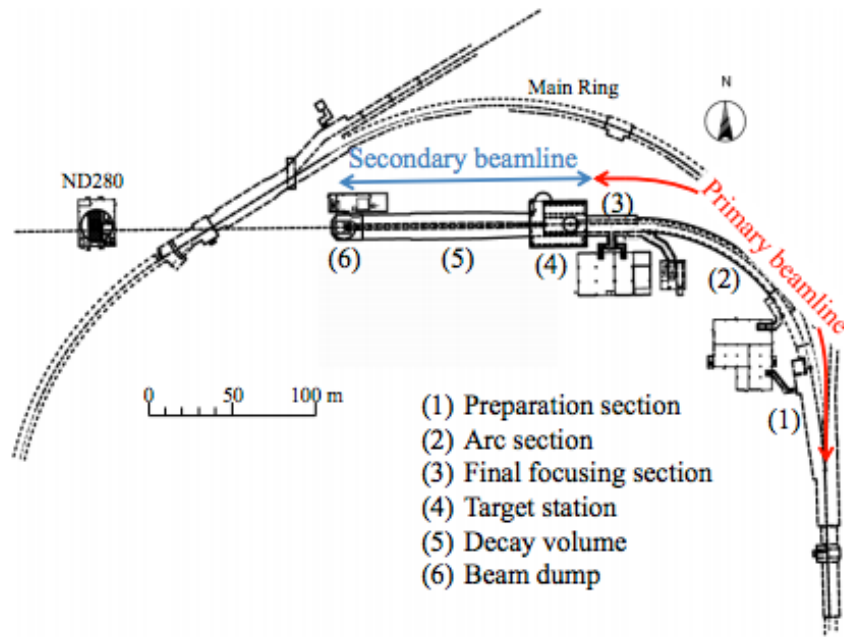 Main Ring
N
Secondary beamline
ND280
(3)
Primary beamline
(6)
(5)
(4)
(2)
(1)
0 50 100 m
(1) Preparation section
(2) Arc section
(3) Final focusing section
(4) Target station
(5) Decay volume
(6) Beam dump